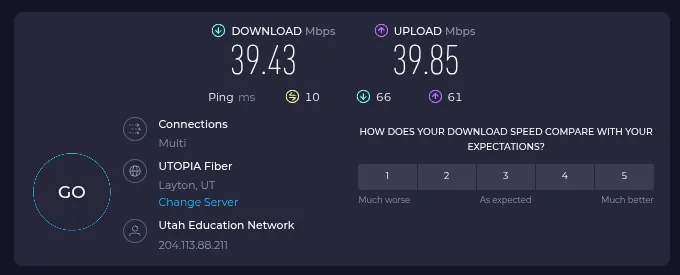 DOWNLOAD Mbps
UPLOAD Mbps
39.43
39.85
Ping ms 10 66 61
Connections
Multi
UTOPIA Fiber
Layton, UT
Change Server
Utah Education Network
204.113.88.211
GO
HOW DOES YOUR DOWNLOAD SPEED COMPARE WITH YOUR
EXPECTATIONS?
1 2 3 4 5
Much worse As expected Much better